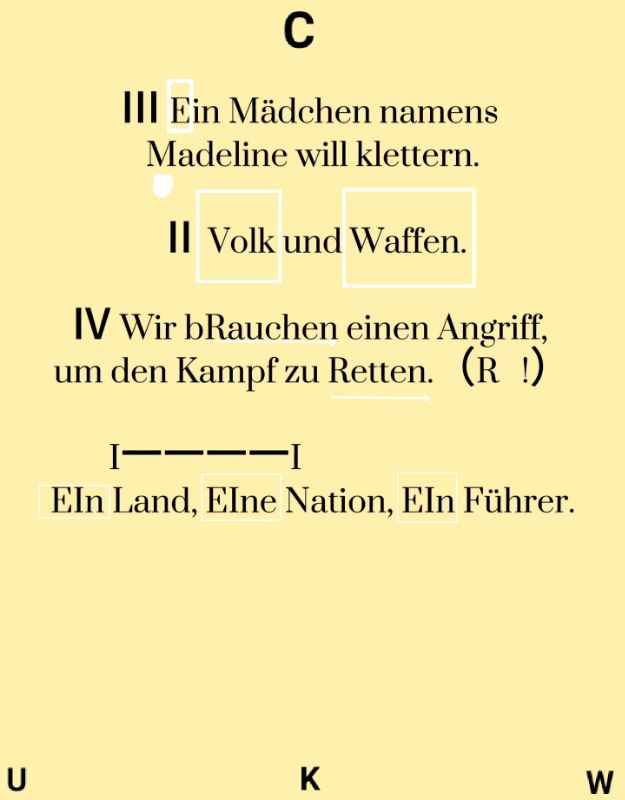 C
III Ein Mädchen namens
Madeline will klettern.
II Volk und Waffen.
IV Wir bRauchen einen Angriff,
um den Kampf zu Retten. (R !)
I————I
EIn Land, EIne Nation, EIn Führer.
U K W